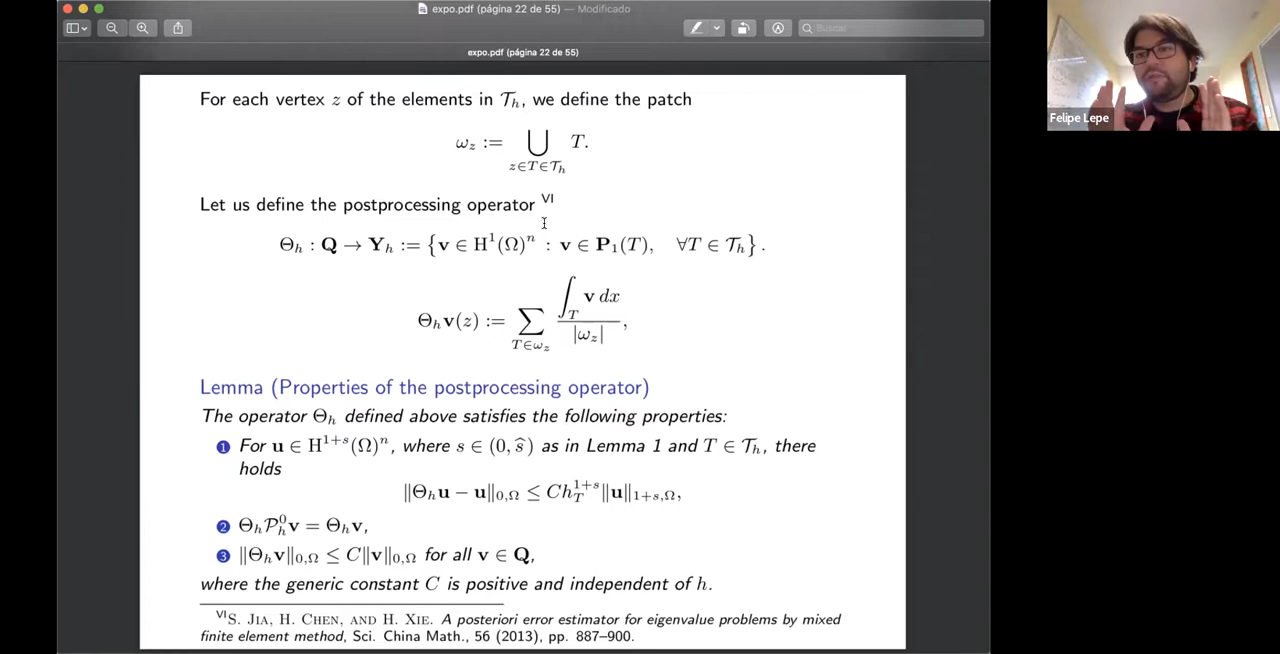 expo.pdf (página 22 de 55) — Modificado
Buscar
expo.pdf (página 22 de 55)
For each vertex z of the elements in 𝒯_h, we define the patch
ω_z := ⋃_{z∈T∈𝒯_h} T.
Let us define the postprocessing operator ^VI
Θ_h : Q → Y_h := {v ∈ H^1(Ω)^n : v ∈ P_1(T), ∀T ∈ 𝒯_h} .
Θ_h v(z) := ∑_{T∈ω_z} ∫_T v dx / |ω_z| ,
Lemma (Properties of the postprocessing operator)
The operator Θ_h defined above satisfies the following properties:
1 For u ∈ H^{1+s}(Ω)^n, where s ∈ (0, ŝ) as in Lemma 1 and T ∈ 𝒯_h, there
holds
‖Θ_h u − u‖_{0,Ω} ≤ Ch_T^{1+s}‖u‖_{1+s,Ω},
2 Θ_h 𝒫_h^0 v = Θ_h v,
3 ‖Θ_h v‖_{0,Ω} ≤ C‖v‖_{0,Ω} for all v ∈ Q,
where the generic constant C is positive and independent of h.
^VI S. Jia, H. Chen, and H. Xie. A posteriori error estimator for eigenvalue problems by mixed
finite element method, Sci. China Math., 56 (2013), pp. 887–900.
Felipe Lepe